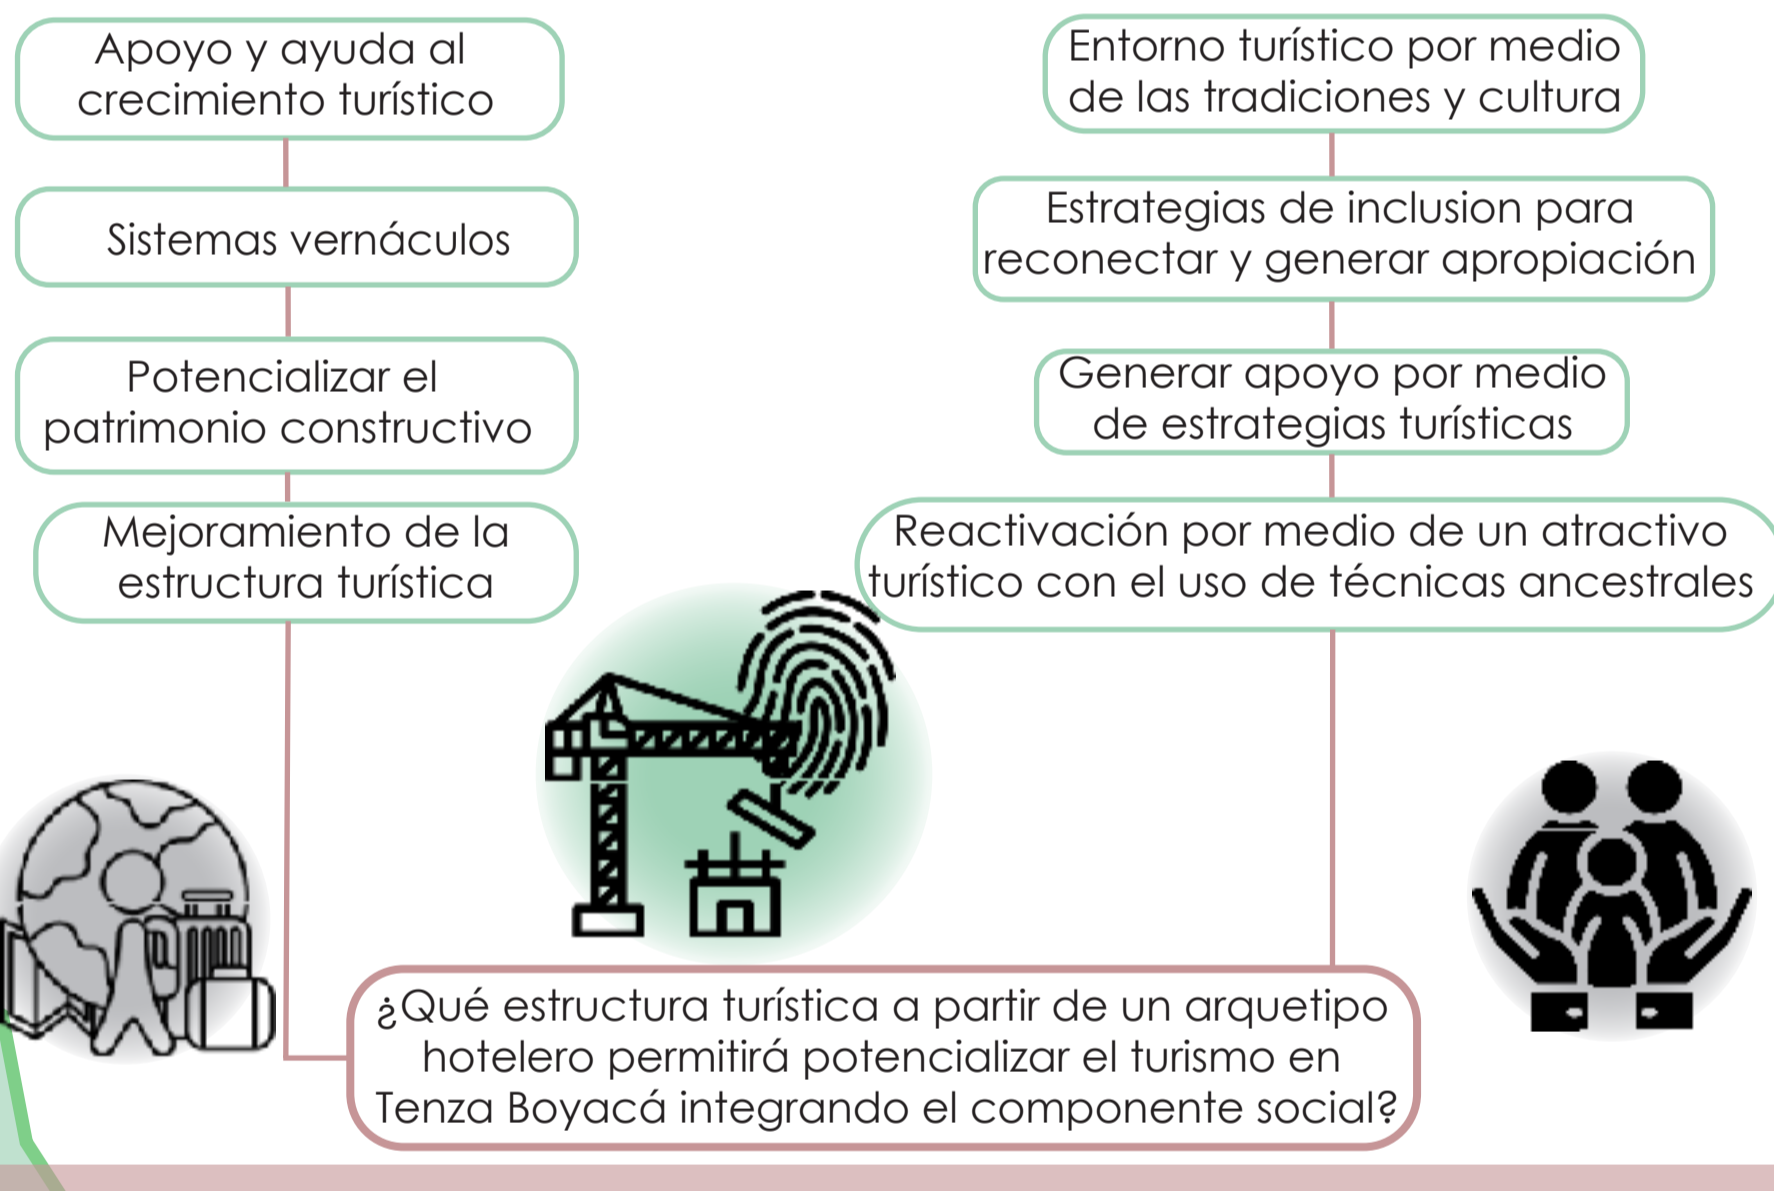 Apoyo y ayuda al
crecimiento turístico
Sistemas vernáculos
Potencializar el
patrimonio constructivo
Mejoramiento de la
estructura turística
Entorno turístico por medio
de las tradiciones y cultura
Estrategias de inclusion para
reconectar y generar apropiación
Generar apoyo por medio
de estrategias turísticas
Reactivación por medio de un atractivo
turístico con el uso de técnicas ancestrales
¿Qué estructura turística a partir de un arquetipo
hotelero permitirá potencializar el turismo en
Tenza Boyacá integrando el componente social?